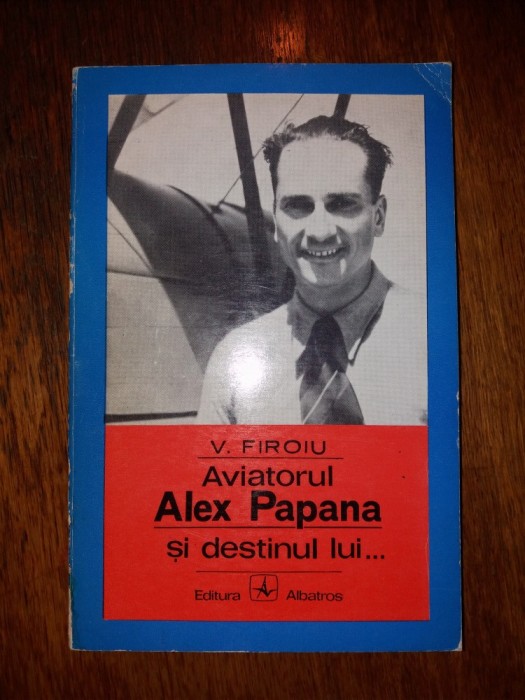 V. FIROIU
Aviatorul
Alex Papana
și destinul lui...
Editura Albatros